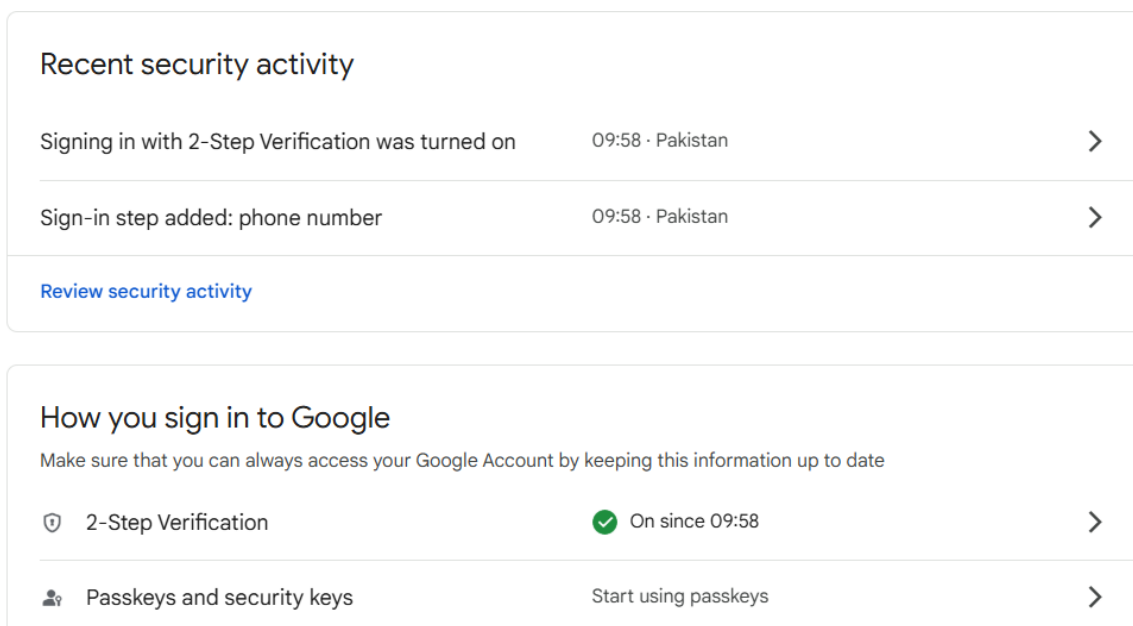 Recent security activity
Signing in with 2-Step Verification was turned on 09:58 · Pakistan
Sign-in step added: phone number 09:58 · Pakistan
Review security activity
How you sign in to Google
Make sure that you can always access your Google Account by keeping this information up to date
2-Step Verification On since 09:58
Passkeys and security keys Start using passkeys